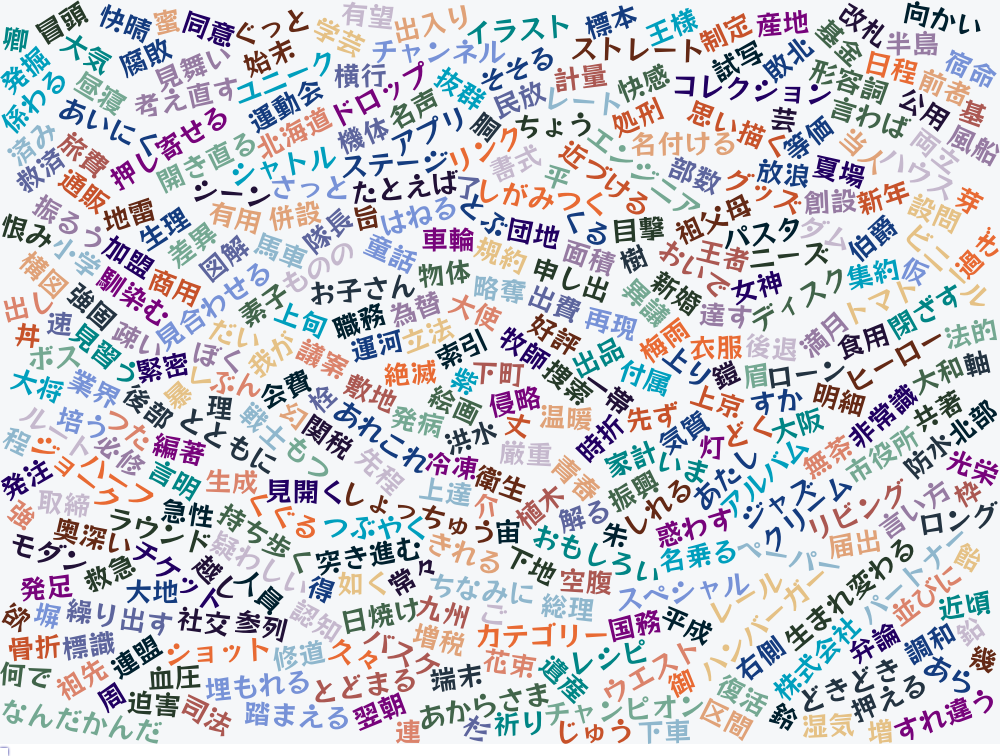 冒頭
快晴
蜜
同意
ぐっと
有望
出入り
イラスト
標本
王様
制定
産地
改札
向かい
卿
大気
腐敗
見舞い
始末
学芸
チャンネル
ストレート
試写
敗北
基金
半島
宿命
発掘
昼寝
考え直す
ユニーク
横行
ドロップ
抜群
そそる
計量
快感
コレクション
形容詞
日程
前者
基
係わる
あいにく
押し寄せる
運動会
北海道
機体
名声
アプリ
民放
レート
処刑
思い描く
芸
等価
言わば
公用
風船
済み
救済
旅費
開き直る
シャトル
ステージ
胴
リンク
ちょう
エンジニア
名付ける
当人
ハウス
両立
通販
シーン
さっと
たとえば
了
書式
平
近づける
部数
グッズ
放浪
夏場
創設
新年
設問
芽
恨み
振るう
地雷
生理
有用
併設
隊長
旨
はねる
とぶ
しがみつく
団地
くる
目撃
祖父母
パスタ
ダム
伯爵
ビニール
小学
加盟
差異
図解
馬車
ものの
童話
車輪
規約
面積
樹
おいで
王者
ニーズ
女神
集約
仮
構図
馴染む
商用
見合わせる
素子
お子さん
物体
申し出
略奪
出費
再現
異議
新婚
達す
ディスク
トマト
閉ざす
出し
丼
速
強固
疎い
だい
上旬
職務
為替
大使
運河
立法
索引
牧師
好評
出品
梅雨
衣服
後退
満月
食用
ヒーロー
法的
ボス
見習う
緊密
ぼく
我が
議案
絶滅
紫
下町
捜索
一帯
付属
上り
鎧
眉
ローン
大和
軸
大将
業界
後部
暴く
ぶん
会費
栓
敷地
絵画
侵略
温暖
先ず
上京
すか
明細
非常識
共著
ルート
培う
つた
必修
とともに
理
戦士
幻
関税
あれこれ
発病
洪水
丈
時折
家計
気質
灯
どく
大阪
無茶
市役所
防水
北部
程
ジョーク
ハーフ
編著
言明
生成
もつ
先程
冷凍
衛生
厳重
青春
振興
いま
あたし
アルバム
ジャズ
クリーム
リビング
言い方
枠
光栄
発注
取締
強
奥深い
ラウンド
急性
持ち歩く
くぐる
見開く
しょっちゅう
つぶやく
上達
介
宙
植木
解る
朱
しれる
惑わす
名乗る
ペーパー
届出
ロング
モダン
救急
チケット
疑わしい
越し
人員
突き進む
得
如く
常々
きれる
下地
おもしろい
空腹
スペシャル
レール
ハンバーガー
生まれ変わる
パートナー
飴
発足
大地
欲
塀
繰り出す
社交
参列
認知
日焼け
九州
ちなみに
ご
総理
カテゴリー
国務
平成
右側
株式会社
弁論
並びに
近頃
鉛
骨折
標識
連盟
ショット
修道
久々
バスケ
増税
花束
遺産
レシピ
ウエスト
御
復活
どきどき
調和
あら
幾
何で
祖先
周
血圧
迫害
司法
埋もれる
とどまる
端末
踏まえる
翌朝
連
あからさま
杉
祈り
じゅう
チャンピオン
下車
区間
鈴
湿気
押える
増
すれ違う
なんだかんだ